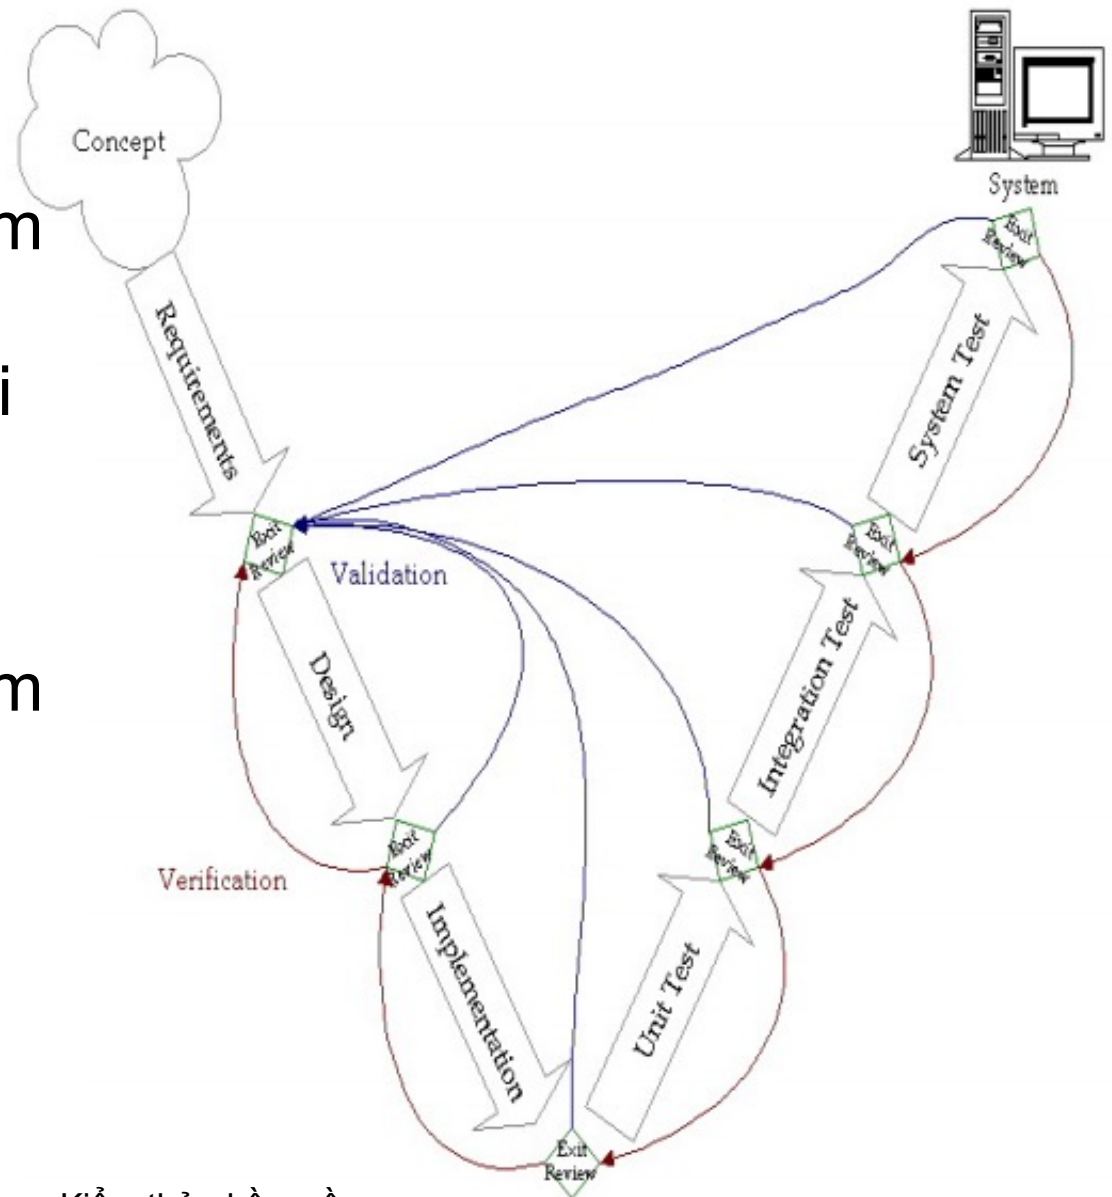 Concept
System
m
Exit
Review
Requirements
System Test
i
Exit
Review
Exit
Review
Validation
Design
Integration Test
m
Exit
Review
Exit
Review
Verification
Implementation
Unit Test
Exit
Review